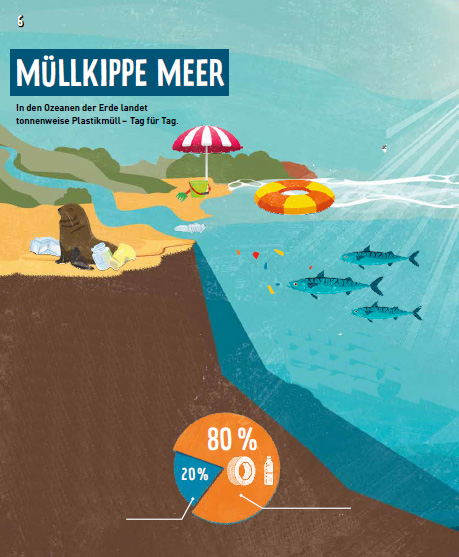 6
MÜLLKIPPE MEER
In den Ozeanen der Erde landet
tonnenweise Plastikmüll – Tag für Tag.
80 %
20 %